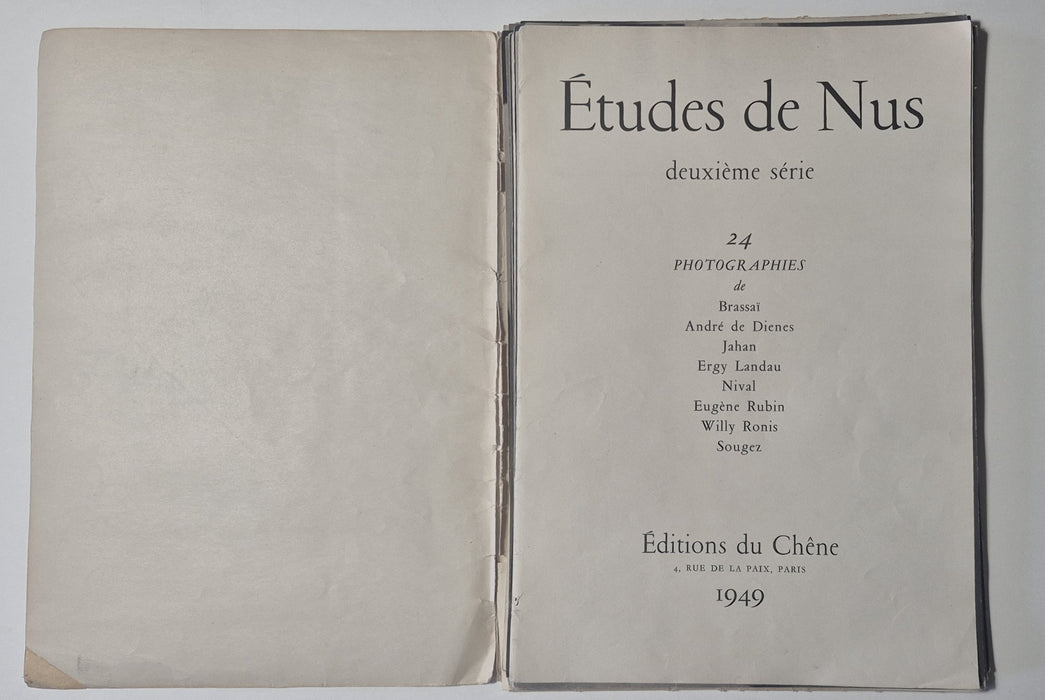 Études de Nus
deuxième série
24
PHOTOGRAPHIES
de
Brassaï
André de Dienes
Jahan
Ergy Landau
Nival
Eugène Rubin
Willy Ronis
Sougez
Éditions du Chêne
4, RUE DE LA PAIX, PARIS
1949